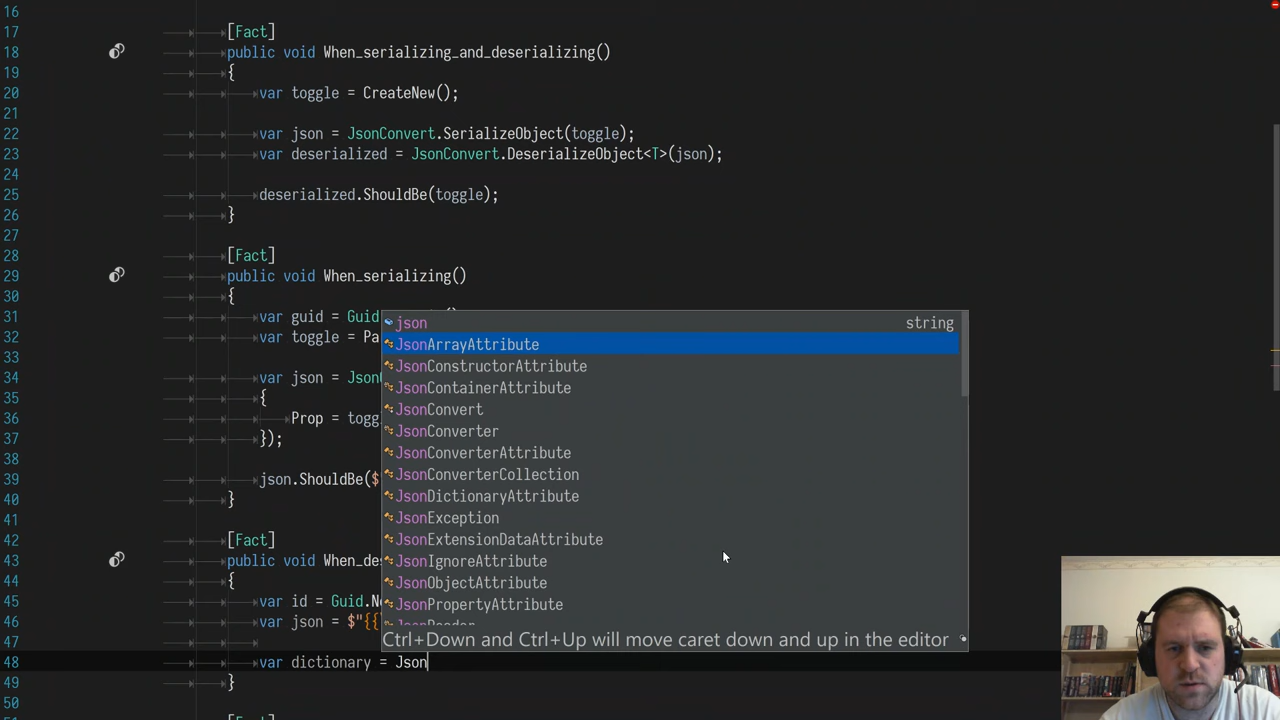 16
17 [Fact]
18 public void When_serializing_and_deserializing()
19 {
20 var toggle = CreateNew();
21
22 var json = JsonConvert.SerializeObject(toggle);
23 var deserialized = JsonConvert.DeserializeObject<T>(json);
24
25 deserialized.ShouldBe(toggle);
26 }
27
28 [Fact]
29 public void When_serializing()
30 {
31 var guid = Guid
32 var toggle = Pa
33
34 var json = Json
35 {
36 Prop = togg
37 });
38
39 json.ShouldBe($
40 }
41
42 [Fact]
43 public void When_de
44 {
45 var id = Guid.Ne
46 var json = $"{{
47
48 var dictionary = Json
49 }
50
json string
JsonArrayAttribute
JsonConstructorAttribute
JsonContainerAttribute
JsonConvert
JsonConverter
JsonConverterAttribute
JsonConverterCollection
JsonDictionaryAttribute
JsonException
JsonExtensionDataAttribute
JsonIgnoreAttribute
JsonObjectAttribute
JsonPropertyAttribute
JsonReader
Ctrl+Down and Ctrl+Up will move caret down and up in the editor